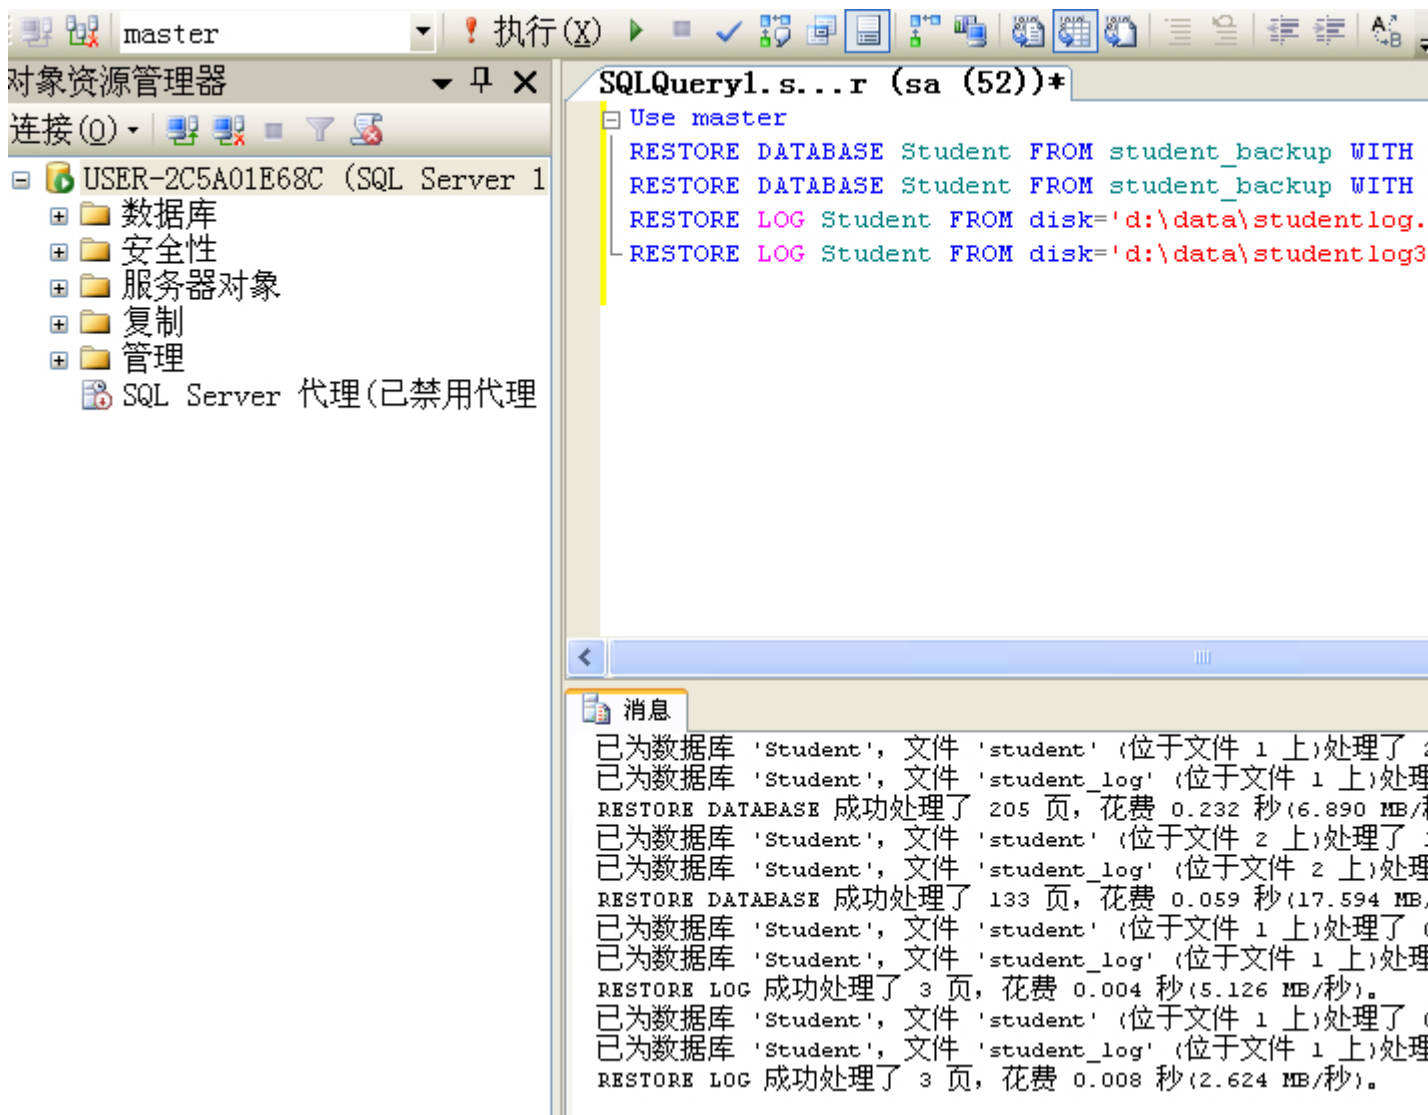 master 执行(X)
对象资源管理器
连接(O)
USER-2C5A01E68C (SQL Server 1
数据库
安全性
服务器对象
复制
管理
SQL Server 代理(已禁用代理
SQLQuery1.s...r (sa (52))*
Use master
RESTORE DATABASE Student FROM student_backup WITH
RESTORE DATABASE Student FROM student_backup WITH
RESTORE LOG Student FROM disk='d:\data\studentlog.
RESTORE LOG Student FROM disk='d:\data\studentlog3
消息
已为数据库 'Student'，文件 'student' (位于文件 1 上)处理了
已为数据库 'Student'，文件 'student_log' (位于文件 1 上)处理
RESTORE DATABASE 成功处理了 205 页，花费 0.232 秒(6.890 MB/秒
已为数据库 'Student'，文件 'student' (位于文件 2 上)处理了
已为数据库 'Student'，文件 'student_log' (位于文件 2 上)处理
RESTORE DATABASE 成功处理了 133 页，花费 0.059 秒(17.594 MB/
已为数据库 'Student'，文件 'student' (位于文件 1 上)处理了
已为数据库 'Student'，文件 'student_log' (位于文件 1 上)处理
RESTORE LOG 成功处理了 3 页，花费 0.004 秒(5.126 MB/秒)。
已为数据库 'Student'，文件 'student' (位于文件 1 上)处理了
已为数据库 'Student'，文件 'student_log' (位于文件 1 上)处理
RESTORE LOG 成功处理了 3 页，花费 0.008 秒(2.624 MB/秒)。